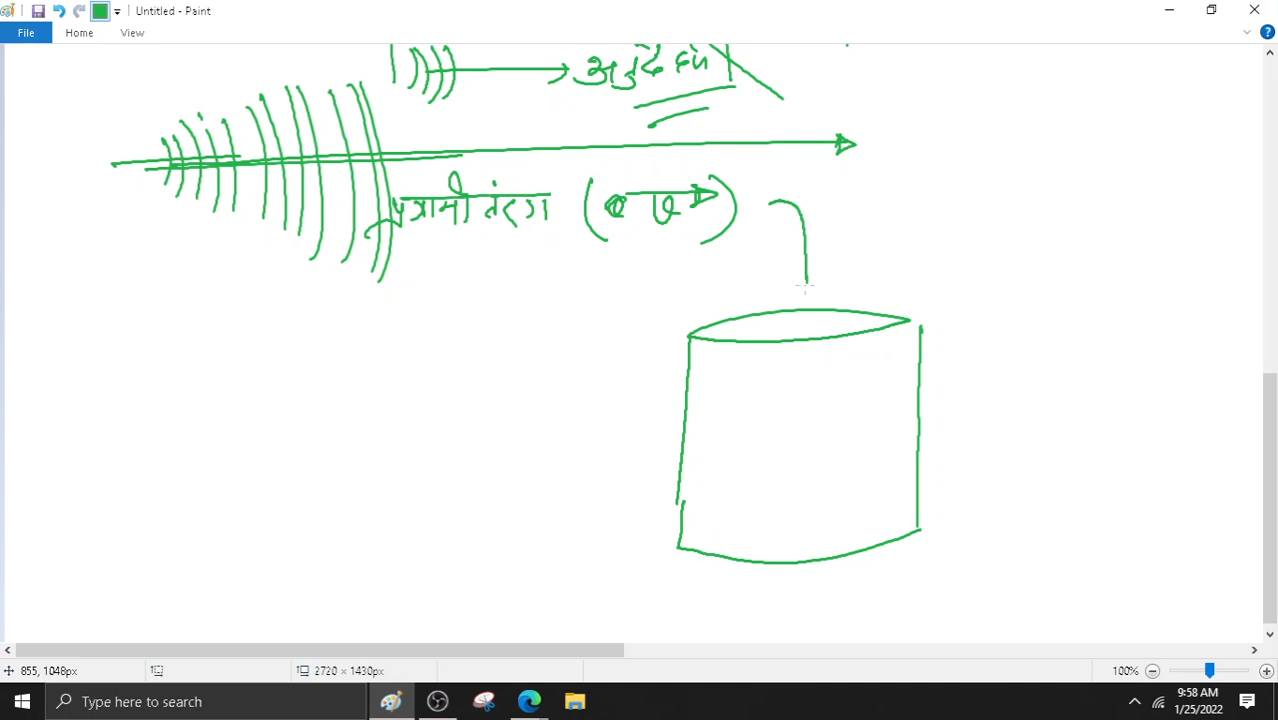 Untitled - Paint
File Home View
प्रगामी तरंग
855, 1048px 2720 × 1430px 100%
Type here to search 9:58 AM
1/25/2022